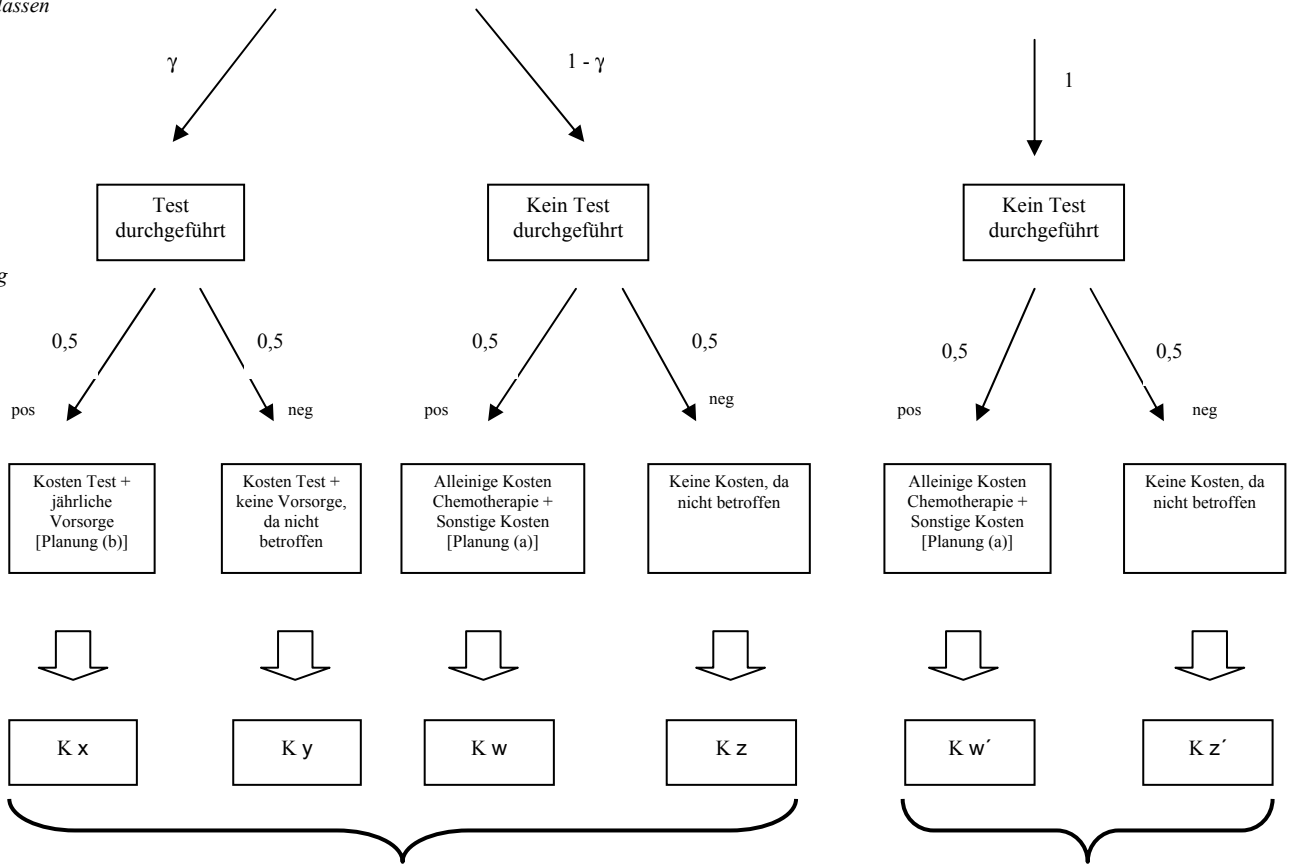 lassen
γ
1 - γ
1
Test
durchgeführt
Kein Test
durchgeführt
Kein Test
durchgeführt
g
0,5
0,5
0,5
0,5
0,5
0,5
pos
neg
pos
neg
pos
neg
Kosten Test +
jährliche
Vorsorge
[Planung (b)]
Kosten Test +
keine Vorsorge,
da nicht
betroffen
Alleinige Kosten
Chemotherapie +
Sonstige Kosten
[Planung (a)]
Keine Kosten, da
nicht betroffen
Alleinige Kosten
Chemotherapie +
Sonstige Kosten
[Planung (a)]
Keine Kosten, da
nicht betroffen
K x
K y
K w
K z
K w´
K z´